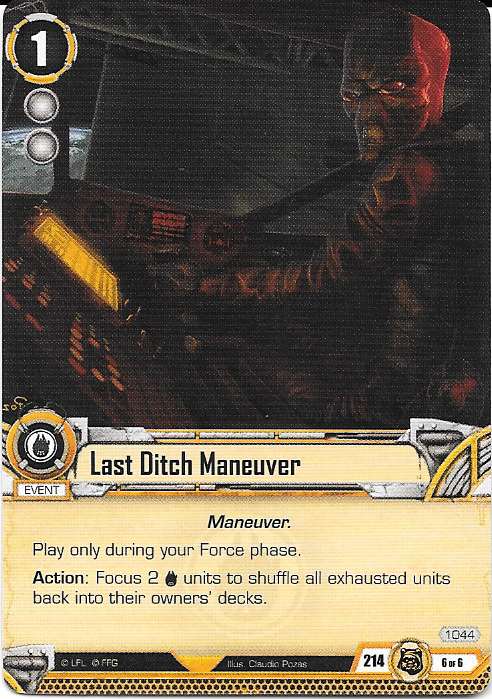 1
Last Ditch Maneuver
EVENT
Maneuver.
Play only during your Force phase.
Action: Focus 2 units to shuffle all exhausted units
back into their owners' decks.
1044
© LFL © FFG
Illus. Claudio Pozas
214
6 OF 6